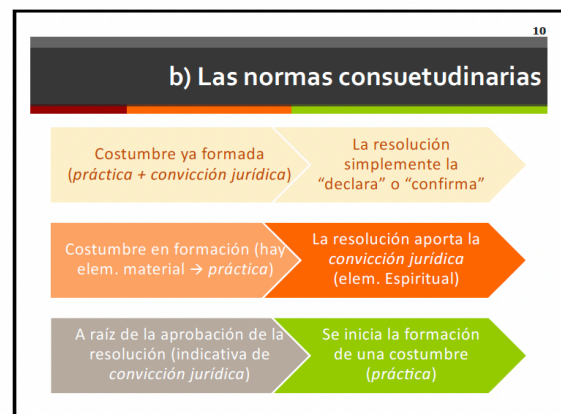 10
b) Las normas consuetudinarias
Costumbre ya formada
(práctica + convicción jurídica)
La resolución
simplemente la
“declara” o “confirma”
Costumbre en formación (hay
elem. material → práctica)
La resolución aporta la
convicción jurídica
(elem. Espiritual)
A raíz de la aprobación de la
resolución (indicativa de
convicción jurídica)
Se inicia la formación
de una costumbre
(práctica)